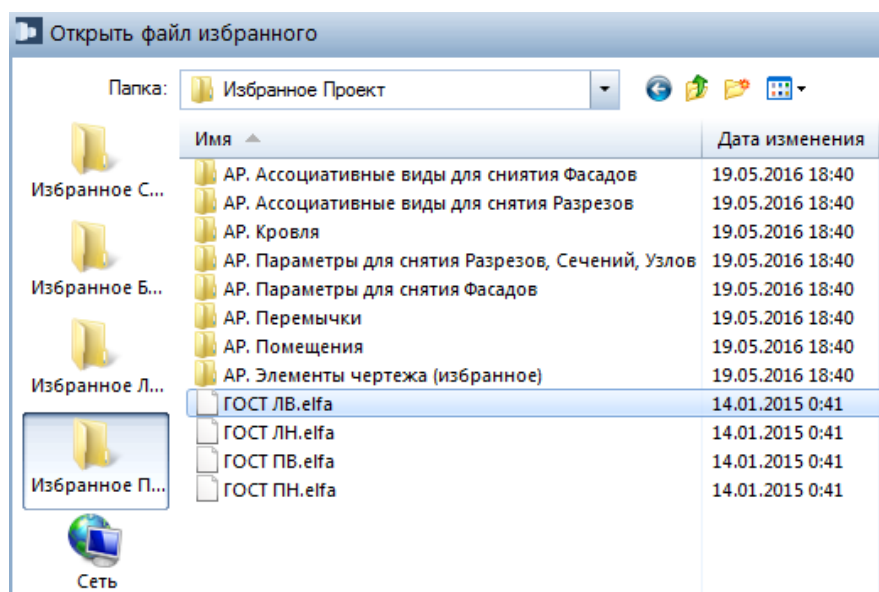 Открыть файл избранного
Папка: Избранное Проект
Имя Дата изменения
Избранное С...
Избранное Б...
Избранное Л...
Избранное П...
Сеть
АР. Ассоциативные виды для сниятия Фасадов 19.05.2016 18:40
АР. Ассоциативные виды для снятия Разрезов 19.05.2016 18:40
АР. Кровля 19.05.2016 18:40
АР. Параметры для снятия Разрезов, Сечений, Узлов 19.05.2016 18:40
АР. Параметры для снятия Фасадов 19.05.2016 18:40
АР. Перемычки 19.05.2016 18:40
АР. Помещения 19.05.2016 18:40
АР. Элементы чертежа (избранное) 19.05.2016 18:40
ГОСТ ЛВ.elfa 14.01.2015 0:41
ГОСТ ЛН.elfa 14.01.2015 0:41
ГОСТ ПВ.elfa 14.01.2015 0:41
ГОСТ ПН.elfa 14.01.2015 0:41